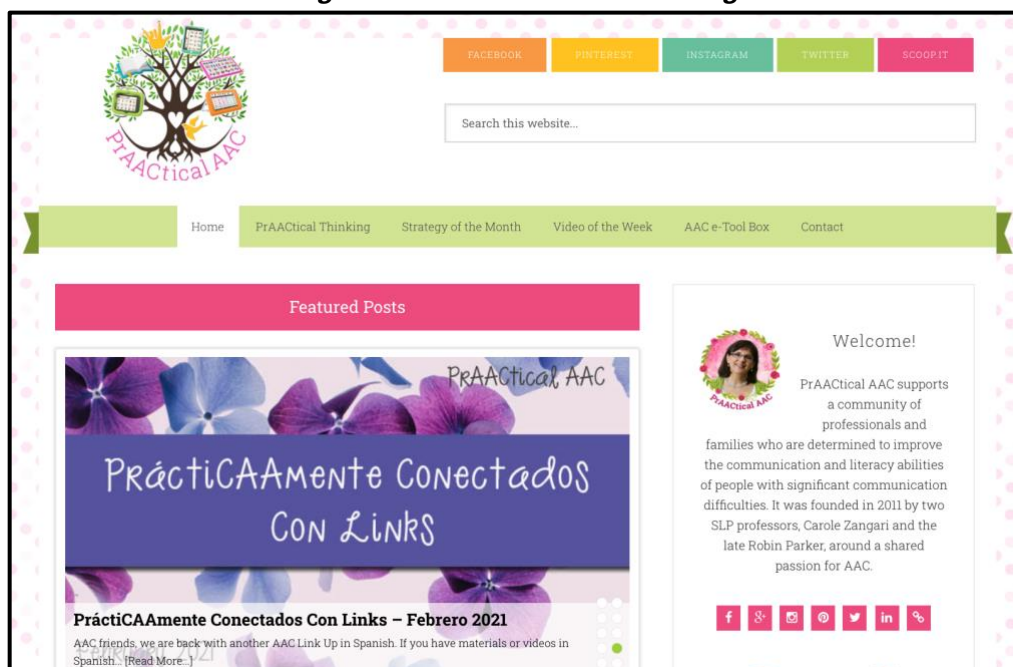 PrAACtical AAC
FACEBOOK
PINTEREST
INSTAGRAM
TWITTER
SCOOP.IT
Search this website...
Home
PrAACtical Thinking
Strategy of the Month
Video of the Week
AAC e-Tool Box
Contact
Featured Posts
PrAACtical AAC
PráctiCAAmente Conectados
Con Links
PráctiCAAmente Conectados Con Links – Febrero 2021
AAC friends, we are back with another AAC Link Up in Spanish. If you have materials or videos in
Spanish... [Read More...]
Welcome!
PrAACtical AAC
PrAACtical AAC supports
a community of
professionals and
families who are determined to improve
the communication and literacy abilities
of people with significant communication
difficulties. It was founded in 2011 by two
SLP professors, Carole Zangari and the
late Robin Parker, around a shared
passion for AAC.